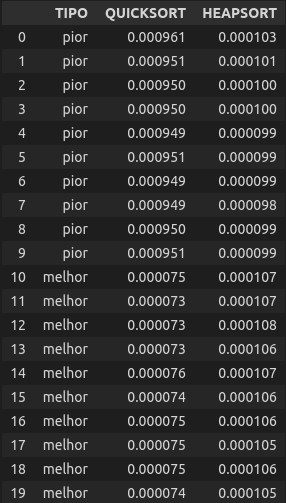 TIPO QUICKSORT HEAPSORT
0 pior 0.000961 0.000103
1 pior 0.000951 0.000101
2 pior 0.000950 0.000100
3 pior 0.000950 0.000100
4 pior 0.000949 0.000099
5 pior 0.000951 0.000099
6 pior 0.000949 0.000099
7 pior 0.000949 0.000098
8 pior 0.000950 0.000099
9 pior 0.000951 0.000099
10 melhor 0.000075 0.000107
11 melhor 0.000073 0.000107
12 melhor 0.000073 0.000108
13 melhor 0.000073 0.000106
14 melhor 0.000076 0.000107
15 melhor 0.000074 0.000106
16 melhor 0.000075 0.000106
17 melhor 0.000075 0.000105
18 melhor 0.000075 0.000106
19 melhor 0.000074 0.000105